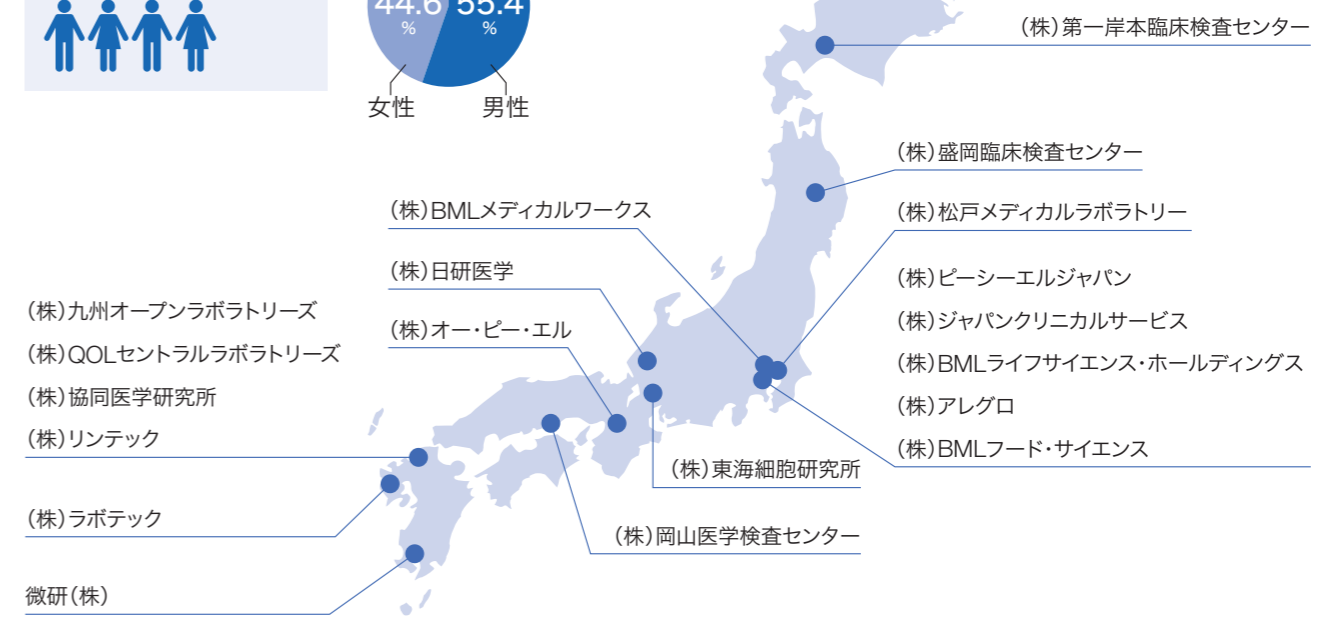 44.6
%
55.4
%
女性
男性
(株)第一岸本臨床検査センター
(株)盛岡臨床検査センター
(株)松戸メディカルラボラトリー
(株)ピーシーエルジャパン
(株)ジャパンクリニカルサービス
(株)BMLライフサイエンス・ホールディングス
(株)アレグロ
(株)BMLフード・サイエンス
(株)BMLメディカルワークス
(株)日研医学
(株)オー・ピー・エル
(株)九州オープンラボラトリーズ
(株)QOLセントラルラボラトリーズ
(株)協同医学研究所
(株)リンテック
(株)ラボテック
微研(株)
(株)東海細胞研究所
(株)岡山医学検査センター